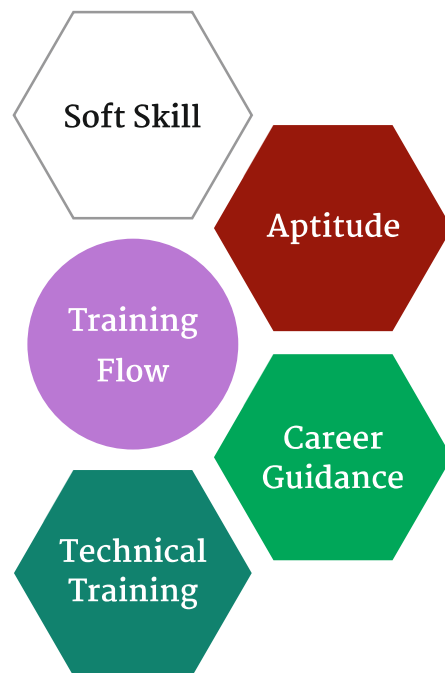 Soft Skill
Aptitude
Training
Flow
Career
Guidance
Technical
Training